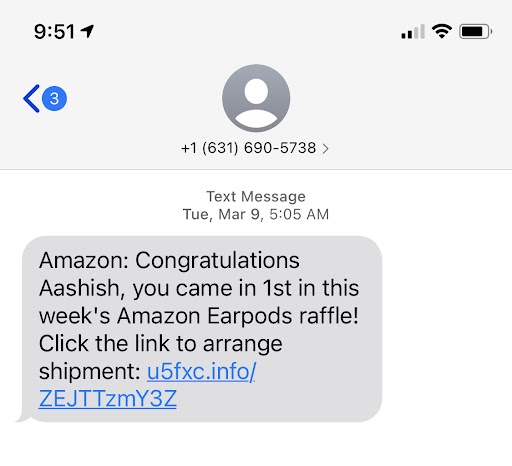 9:51
3
+1 (631) 690-5738 >
Text Message
Tue, Mar 9, 5:05 AM
Amazon: Congratulations
Aashish, you came in 1st in this
week's Amazon Earpods raffle!
Click the link to arrange
shipment: u5fxc.info/
ZEJTTzmY3Z